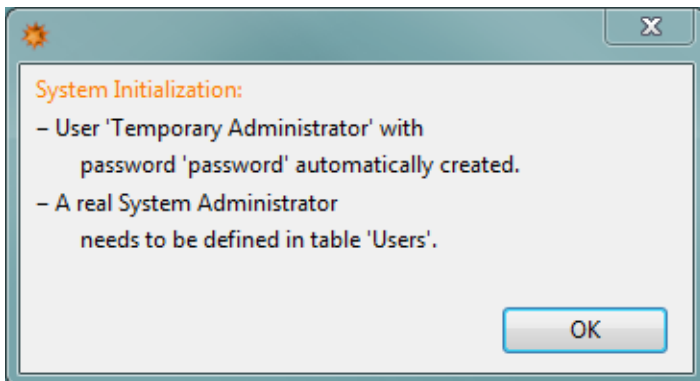 System Initialization:
– User 'Temporary Administrator' with
password 'password' automatically created.
– A real System Administrator
needs to be defined in table 'Users'.
OK